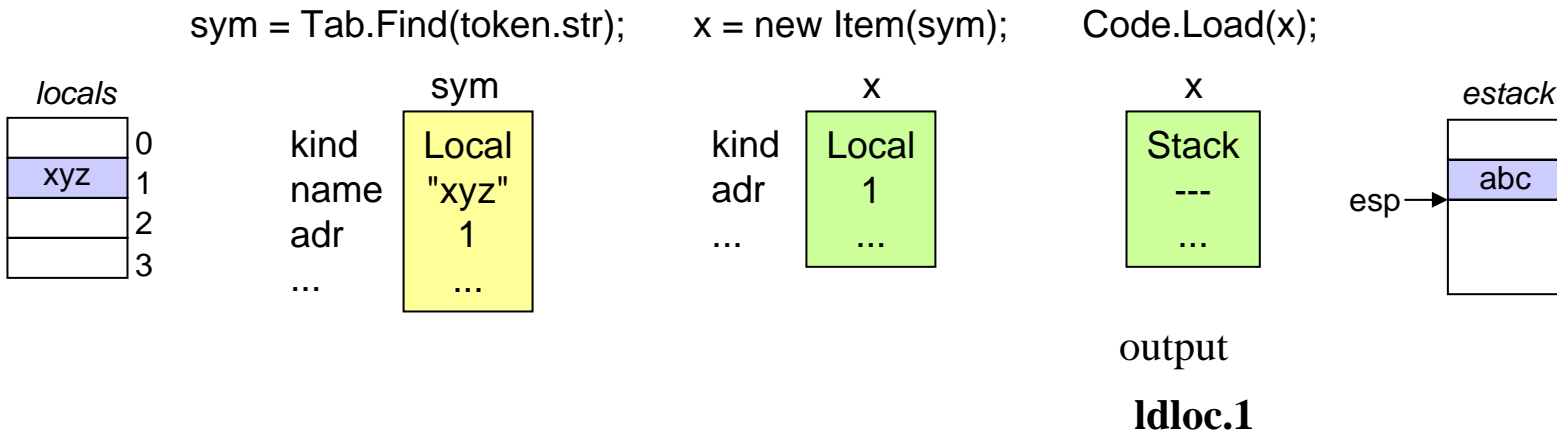 sym = Tab.Find(token.str);
x = new Item(sym);
Code.Load(x);
locals
0
xyz 1
2
3
sym
kind Local
name "xyz"
adr 1
... ...
x
kind Local
adr 1
... ...
x
Stack
---
...
estack
abc
esp
output
ldloc.1